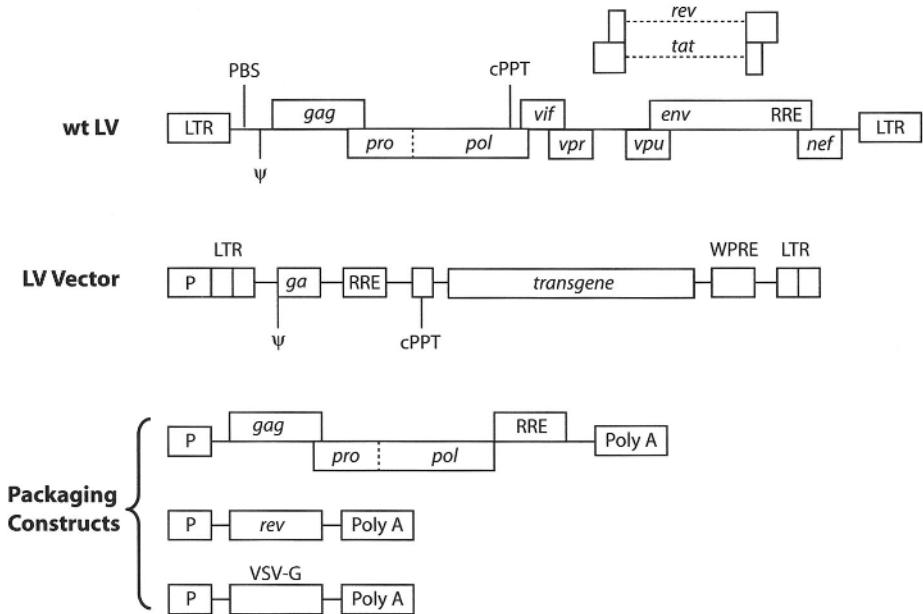 rev
tat
PBS
cPPT
wt LV
LTR
gag
vif
env
RRE
LTR
pro
pol
vpr
vpu
nef
ψ
LTR
WPRE
LTR
LV Vector
P
ga
RRE
transgene
ψ
cPPT
gag
RRE
P
Poly A
pro
pol
Packaging
Constructs
P
rev
Poly A
VSV-G
P
Poly A